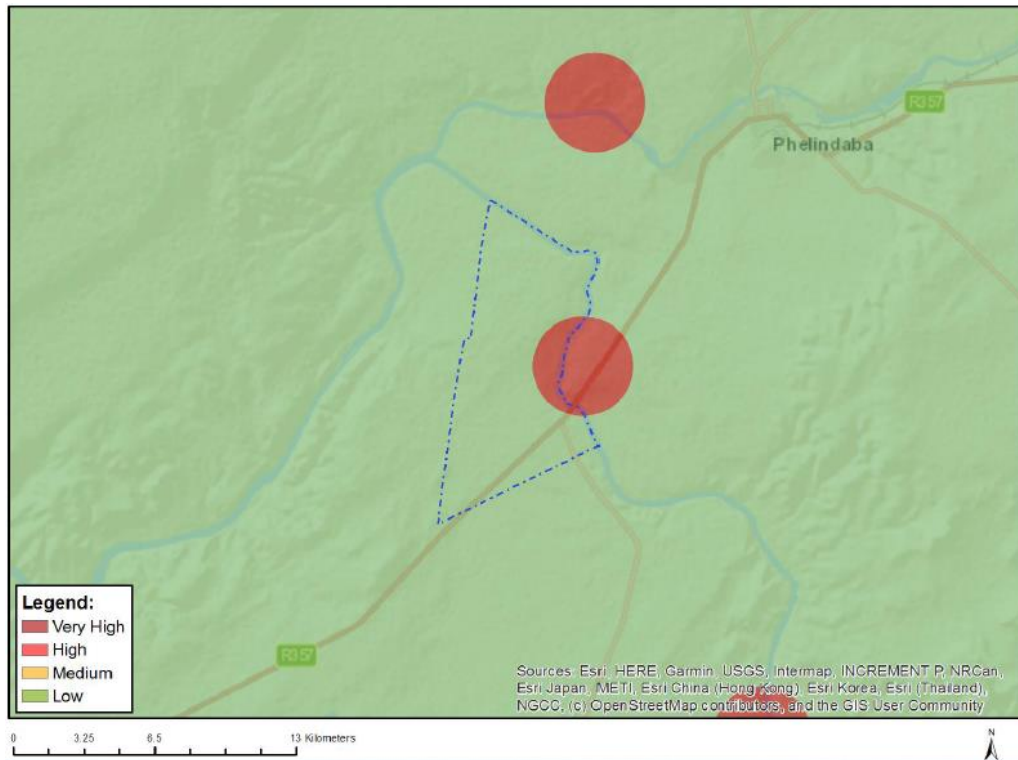 R357
Phelindaba
R357
Legend:
Very High
High
Medium
Low
Sources: Esri, HERE, Garmin, USGS, Intermap, INCREMENT P, NRCan,
Esri Japan, METI, Esri China (Hong Kong), Esri Korea, Esri (Thailand),
NGCC, (c) OpenStreetMap contributors, and the GIS User Community
0 3.25 6.5 13 Kilometers
N